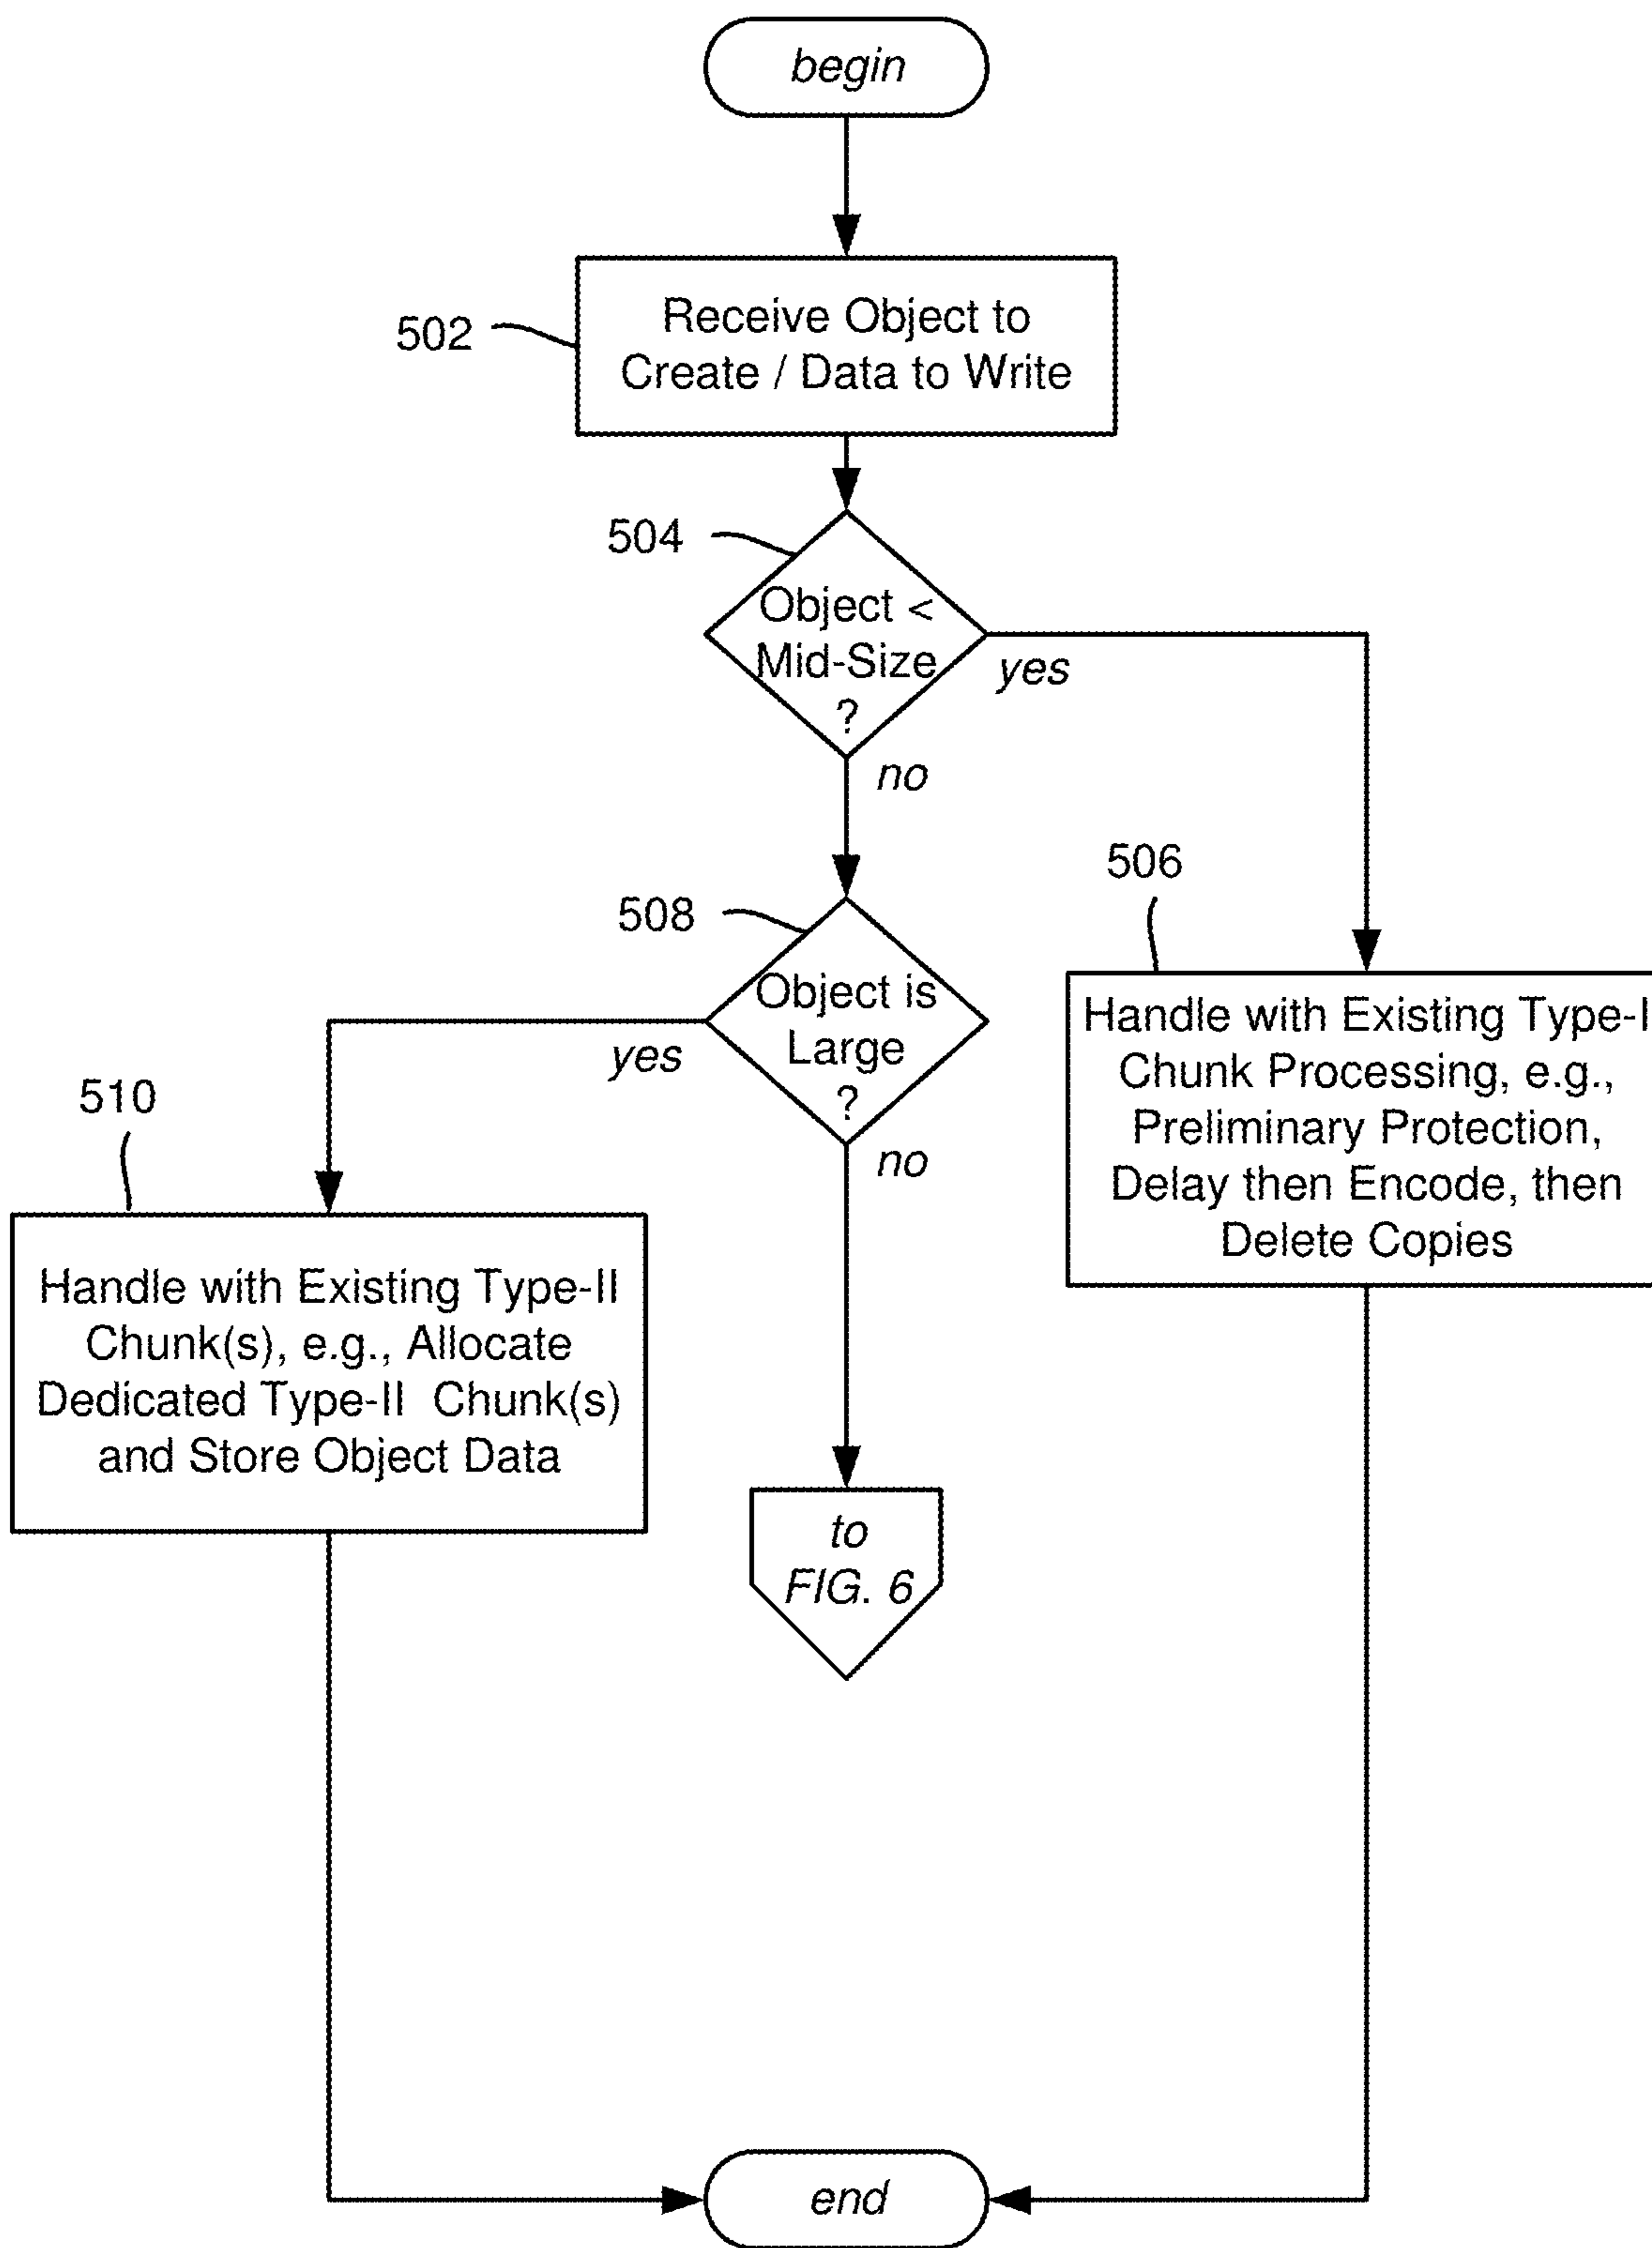 begin
502
Receive Object to
Create / Data to Write
504
Object <
Mid-Size
?
yes
no
506
508
Object is
Large
?
yes
no
Handle with Existing Type-I
Chunk Processing, e.g.,
Preliminary Protection,
Delay then Encode, then
Delete Copies
510
Handle with Existing Type-II
Chunk(s), e.g., Allocate
Dedicated Type-II Chunk(s)
and Store Object Data
to
FIG. 6
end